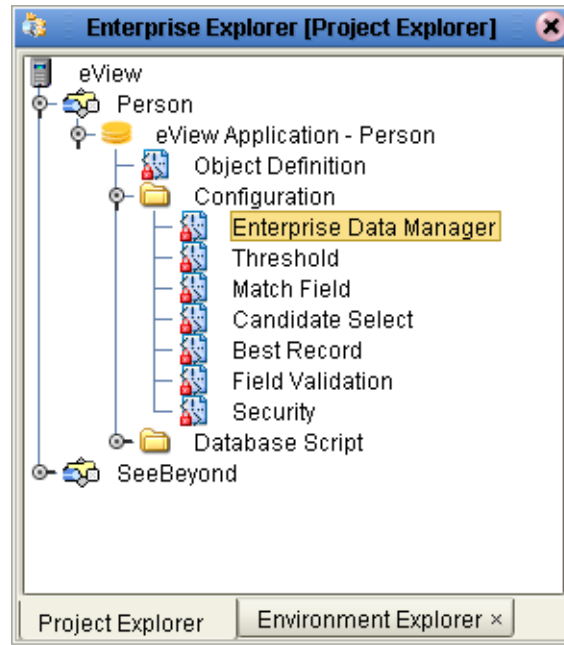 Enterprise Explorer [Project Explorer]
eView
Person
eView Application - Person
Object Definition
Configuration
Enterprise Data Manager
Threshold
Match Field
Candidate Select
Best Record
Field Validation
Security
Database Script
SeeBeyond
Project Explorer Environment Explorer ×